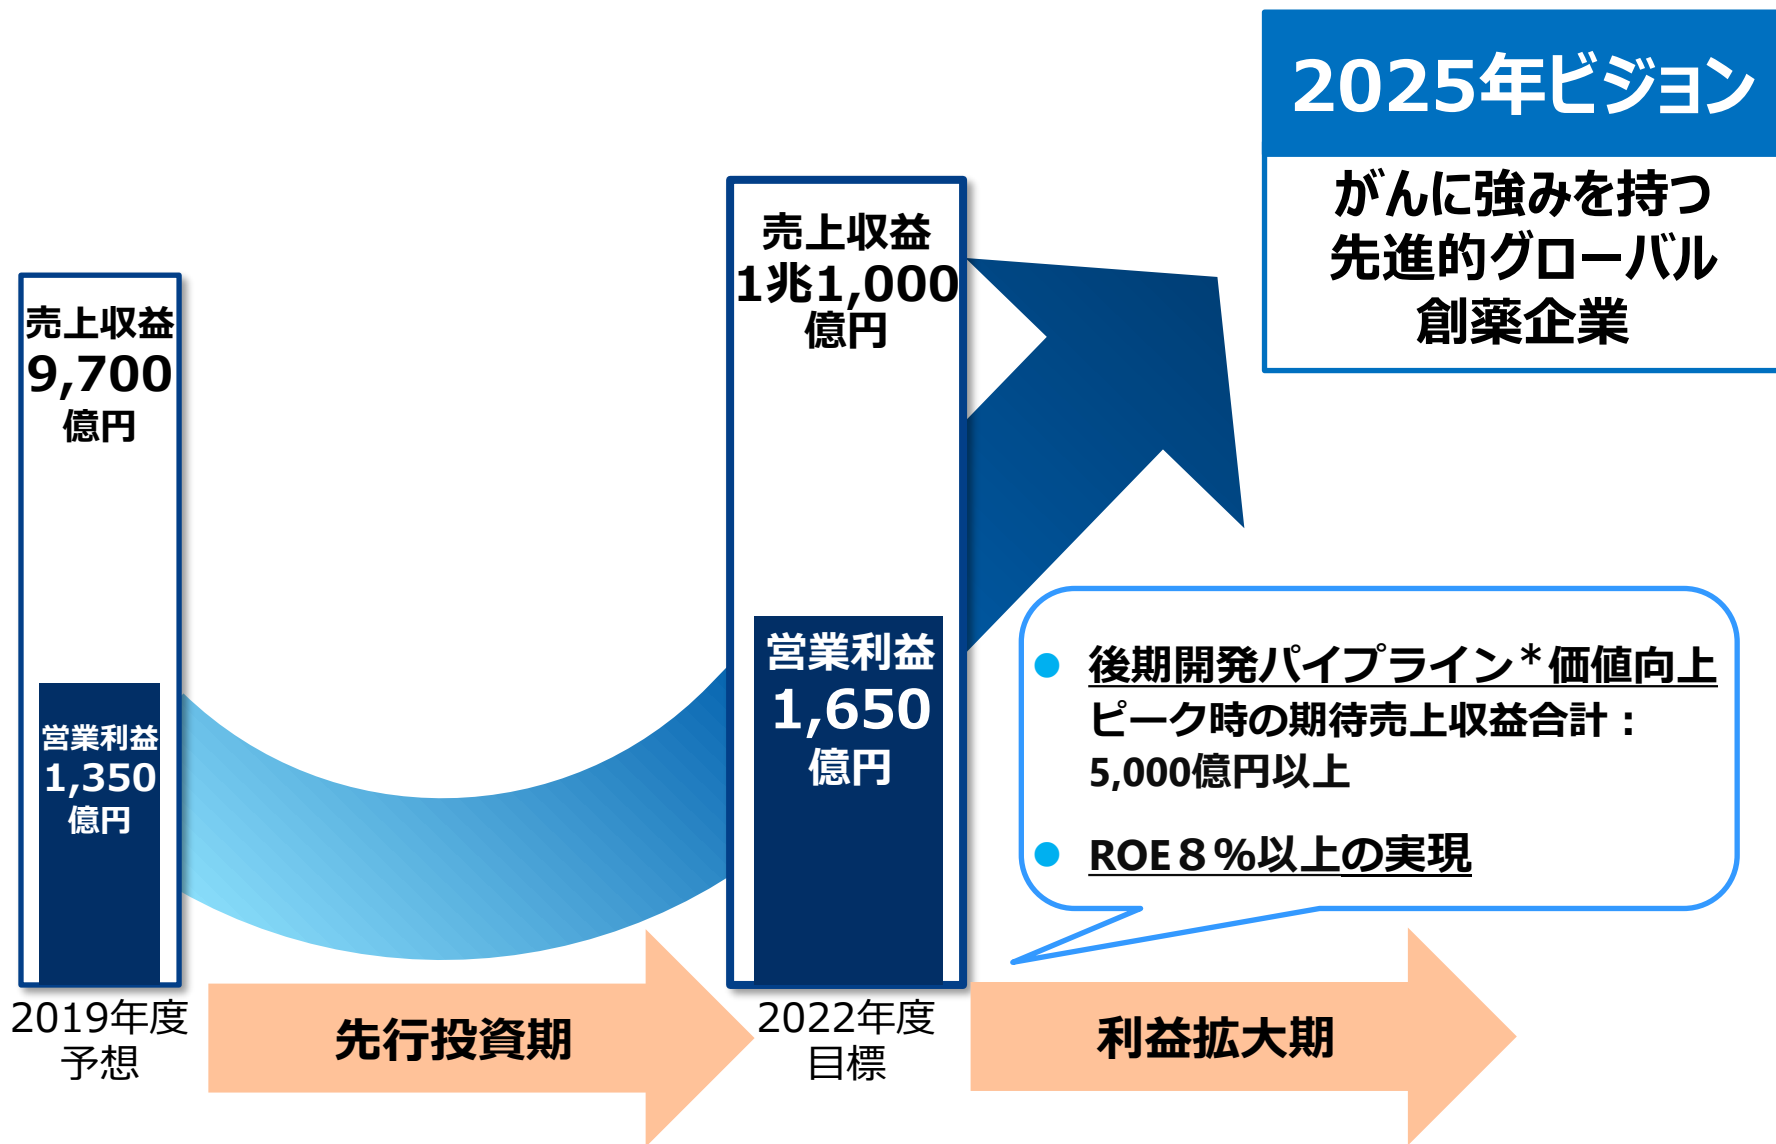 2025年ビジョン
がんに強みを持つ
先進的グローバル
創薬企業
売上収益
9,700
億円
営業利益
1,350
億円
2019年度
予想
先行投資期
売上収益
1兆1,000
億円
営業利益
1,650
億円
2022年度
目標
利益拡大期
● 後期開発パイプライン*価値向上
ピーク時の期待売上収益合計：
5,000億円以上
● ROE８%以上の実現